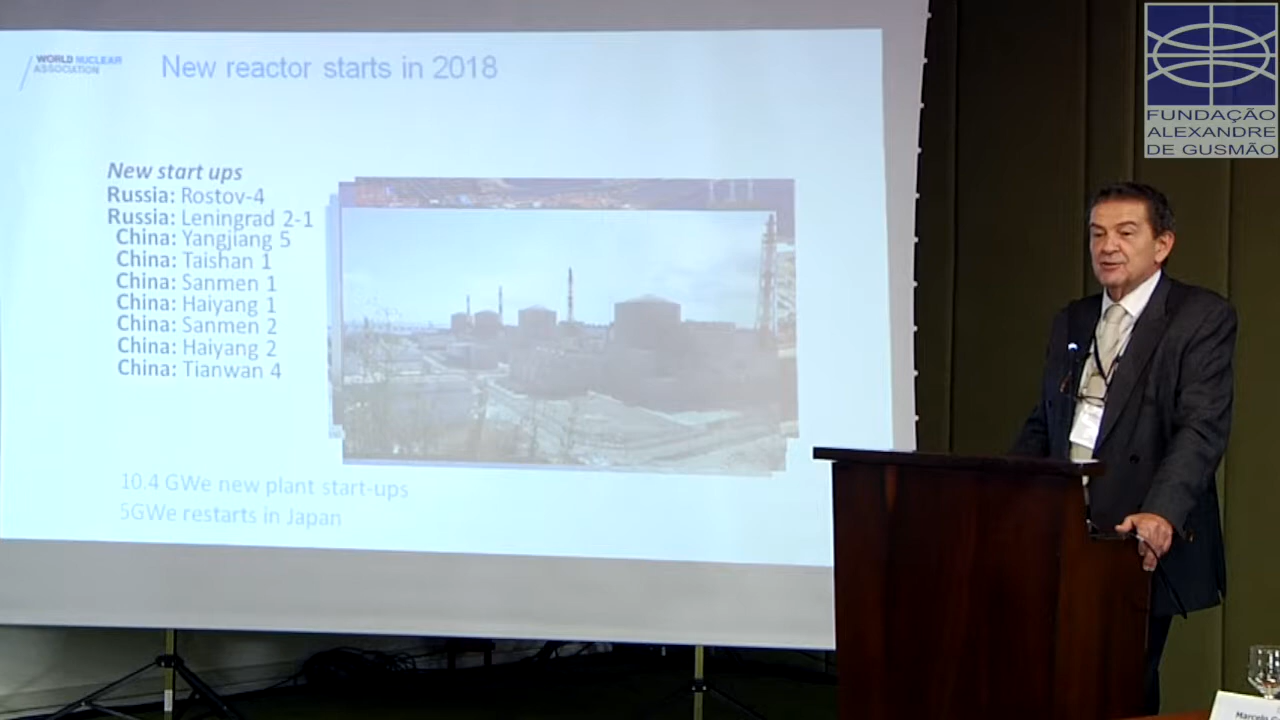 WORLD NUCLEAR
ASSOCIATION
New reactor starts in 2018
New start ups
Russia: Rostov-4
Russia: Leningrad 2-1
China: Yangjiang 5
China: Taishan 1
China: Sanmen 1
China: Haiyang 1
China: Sanmen 2
China: Haiyang 2
China: Tianwan 4
10.4 GWe new plant start-ups
5GWe restarts in Japan
FUNDAÇÃO
ALEXANDRE
DE GUSMÃO
Marcelo